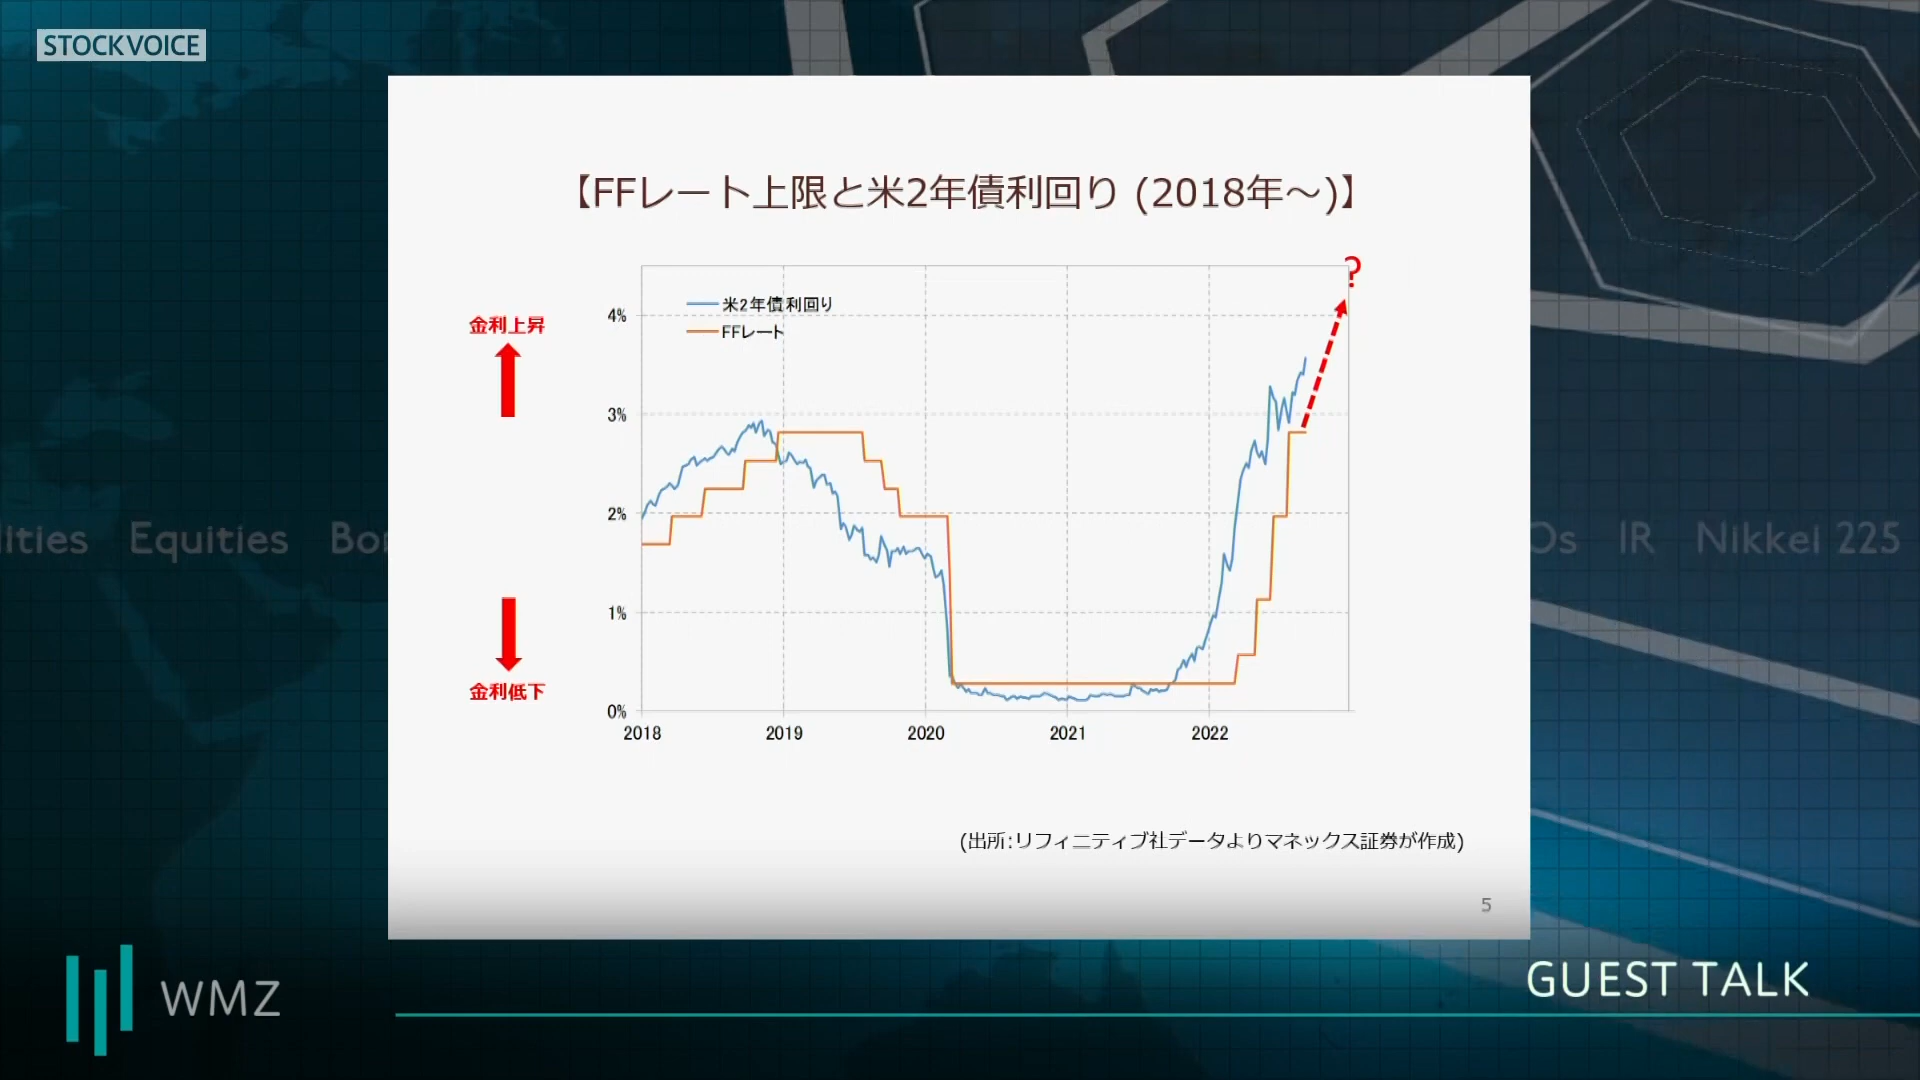 STOCKVOICE
【FFレート上限と米2年債利回り (2018年～)】
?
米2年債利回り
FFレート
金利上昇
4%
3%
2%
1%
0%
金利低下
2018
2019
2020
2021
2022
lities Equities Bo
Os IR Nikkei 225
(出所:リフィニティブ社データよりマネックス証券が作成)
5
WMZ
GUEST TALK